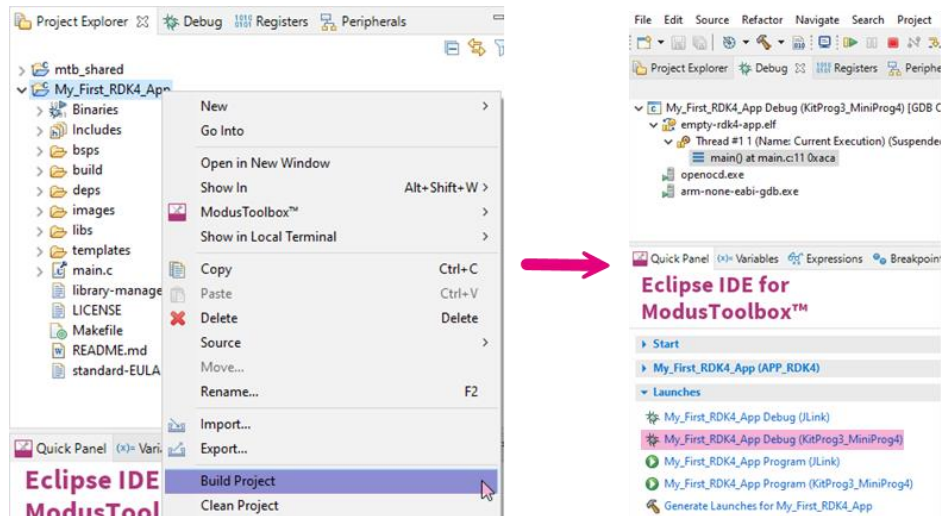 Project Explorer Debug Registers Peripherals
mtb_shared
My_First_RDK4_App
Binaries
Includes
bsps
build
deps
images
libs
templates
main.c
library-manage
LICENSE
Makefile
README.md
standard-EULA
New
Go Into
Open in New Window
Show In Alt+Shift+W
ModusToolbox™
Show in Local Terminal
Copy Ctrl+C
Paste Ctrl+V
Delete Delete
Source
Move...
Rename... F2
Import...
Export...
Build Project
Clean Project
Quick Panel (x)= Vari
Eclipse IDE
ModusTool
File Edit Source Refactor Navigate Search Project
Project Explorer Debug Registers Periphe
My_First_RDK4_App Debug (KitProg3_MiniProg4) [GDB O
empty-rdk4-app.elf
Thread #1 1 (Name: Current Execution) (Suspende
main() at main.c:11 0xaca
openocd.exe
arm-none-eabi-gdb.exe
Quick Panel (x)= Variables Expressions Breakpoint
Eclipse IDE for
ModusToolbox™
Start
My_First_RDK4_App (APP_RDK4)
Launches
My_First_RDK4_App Debug (JLink)
My_First_RDK4_App Debug (KitProg3_MiniProg4)
My_First_RDK4_App Program (JLink)
My_First_RDK4_App Program (KitProg3_MiniProg4)
Generate Launches for My_First_RDK4_App